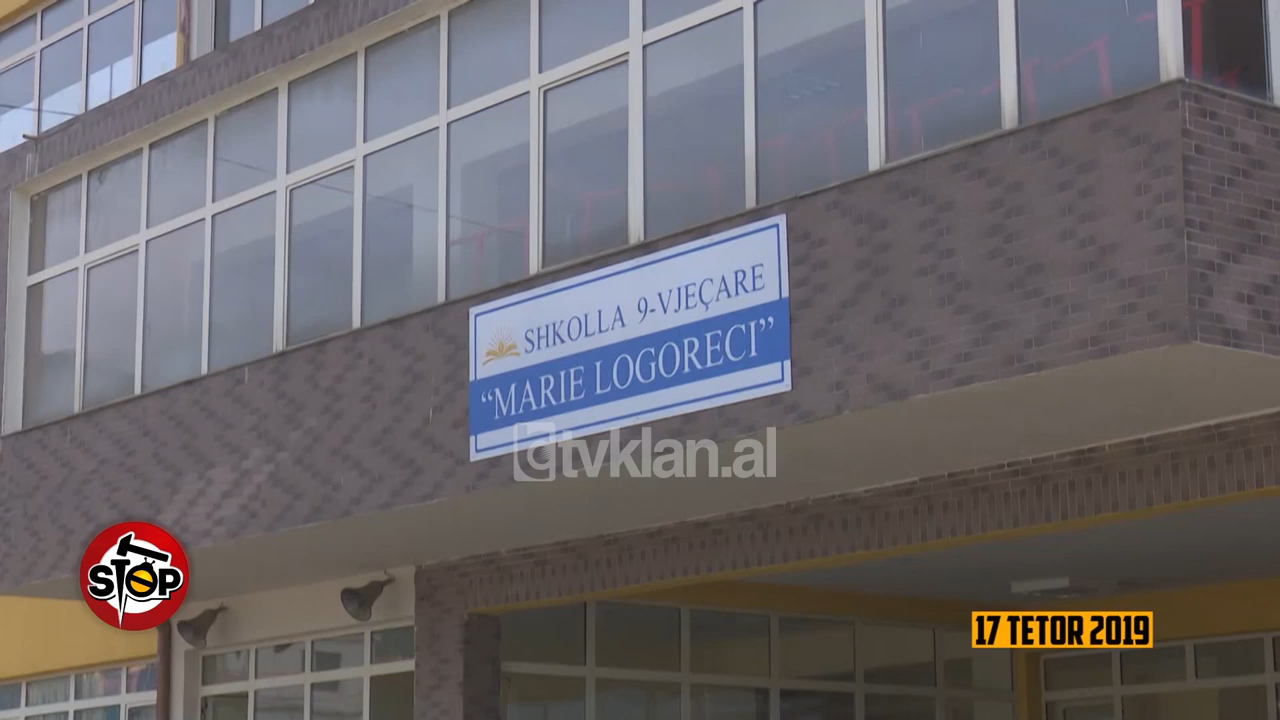 SHKOLLA 9-VJEÇARE
“MARIE LOGORECI”
tvklan.al
STOP
17 TETOR 2019